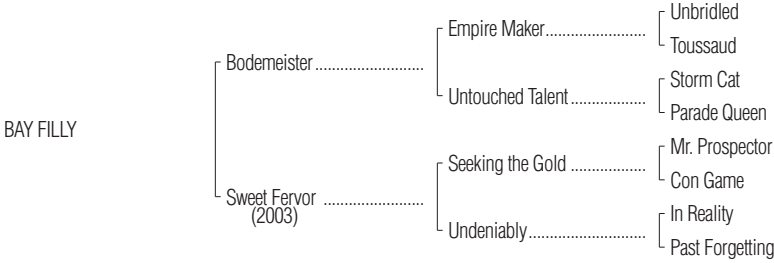 Unbridled
Empire Maker........................
Toussaud
Bodemeister..........................
Storm Cat
Untouched Talent..................
Parade Queen
BAY FILLY
Mr. Prospector
Seeking the Gold ..................
Con Game
Sweet Fervor ........................
(2003)
In Reality
Undeniably............................
Past Forgetting